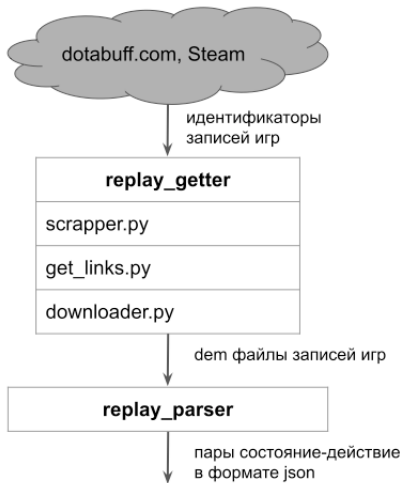 dotabuff.com, Steam
идентификаторы
записей игр
replay_getter
scrapper.py
get_links.py
downloader.py
dem файлы записей игр
replay_parser
пары состояние-действие
в формате json